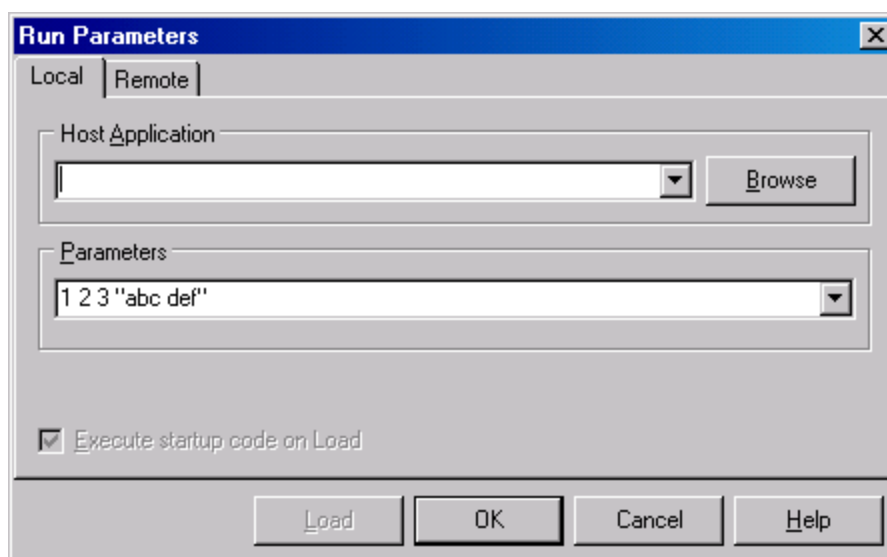 Run Parameters
Local Remote
Host Application
Browse
Parameters
1 2 3 "abc def"
Execute startup code on Load
Load OK Cancel Help